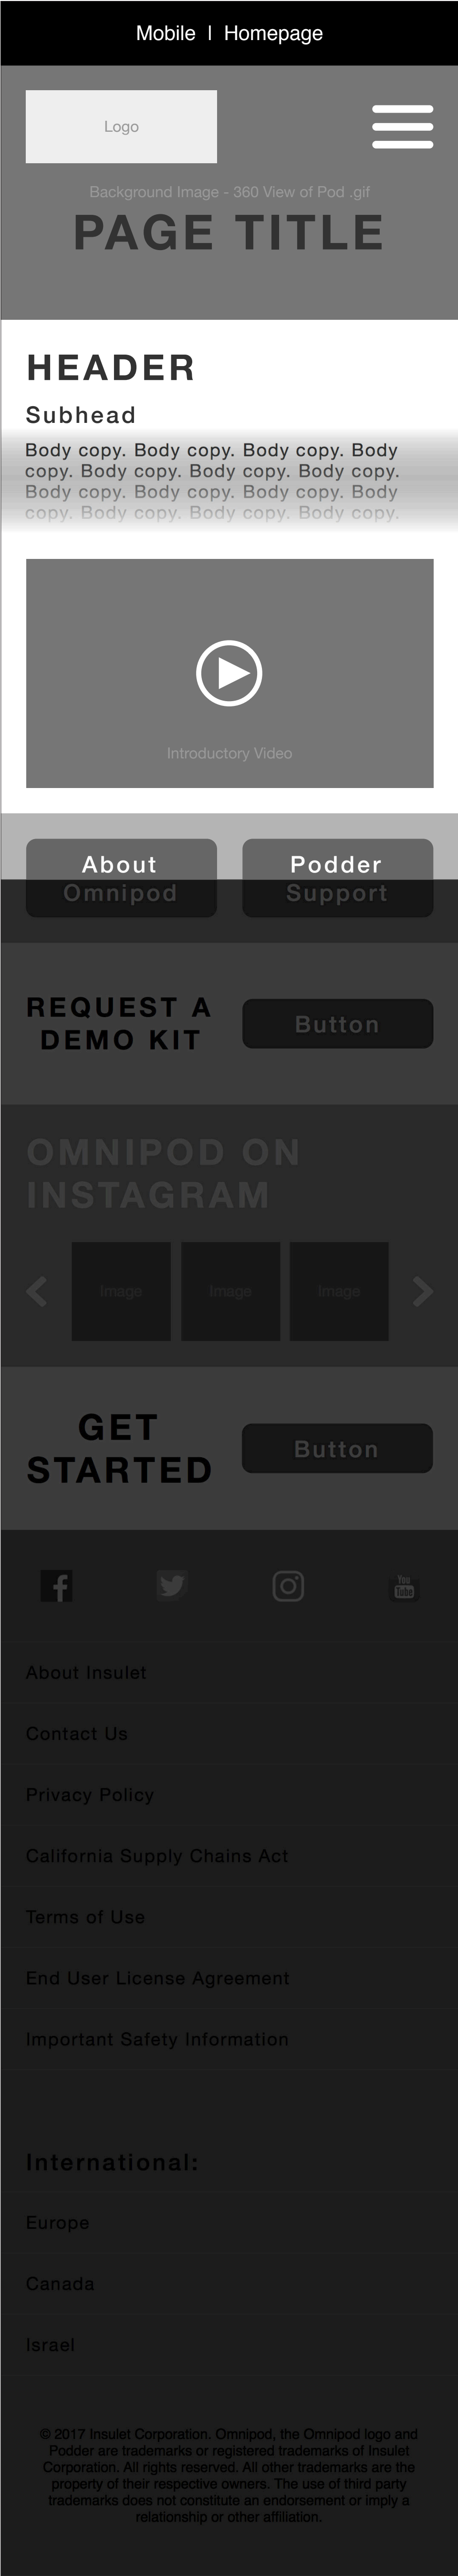 Mobile | Homepage
Logo
Background Image - 360 View of Pod .gif
PAGE TITLE
HEADER
Subhead
Body copy. Body copy. Body copy. Body
copy. Body copy. Body copy. Body copy.
Body copy. Body copy. Body copy. Body
copy. Body copy. Body copy. Body copy.
Introductory Video
About
Omnipod
Podder
Support
REQUEST A
DEMO KIT
Button
OMNIPOD ON
INSTAGRAM
Image Image Image
GET
STARTED
Button
You
Tube
About Insulet
Contact Us
Privacy Policy
California Supply Chains Act
Terms of Use
End User License Agreement
Important Safety Information
International:
Europe
Canada
Israel
© 2017 Insulet Corporation. Omnipod, the Omnipod logo and
Podder are trademarks or registered trademarks of Insulet
Corporation. All rights reserved. All other trademarks are the
property of their respective owners. The use of third party
trademarks does not constitute an endorsement or imply a
relationship or other affiliation.